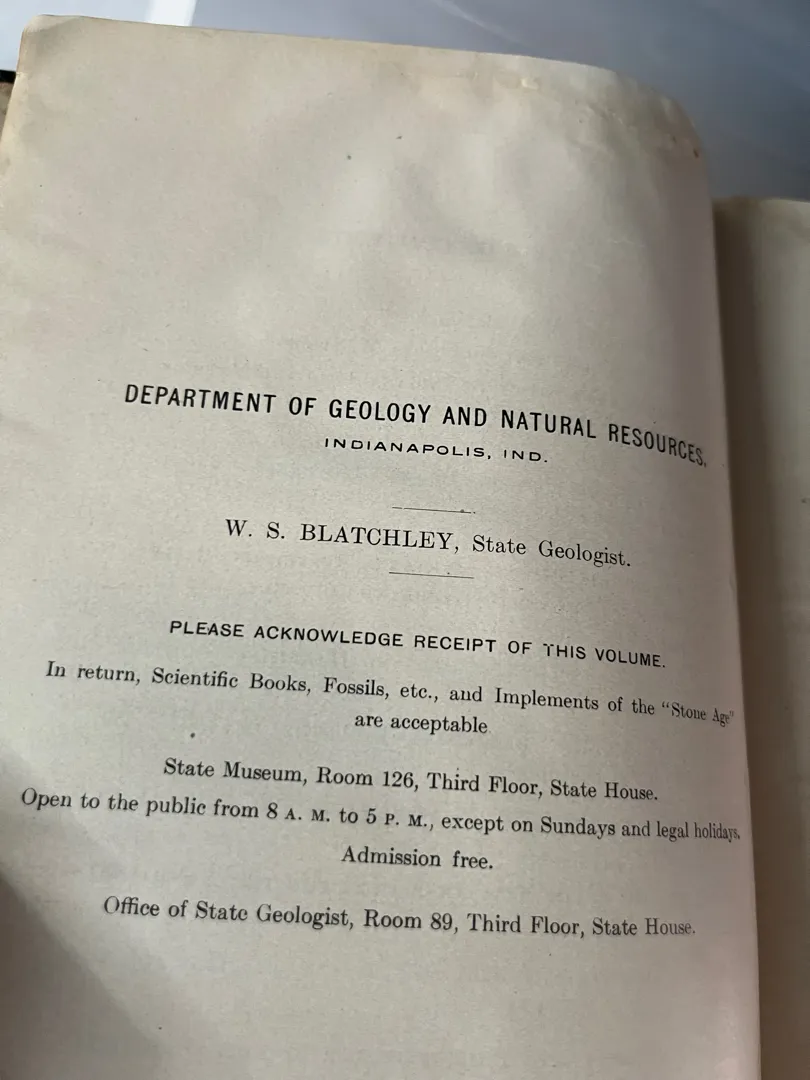 DEPARTMENT OF GEOLOGY AND NATURAL RESOURCES,
INDIANAPOLIS, IND.
W. S. BLATCHLEY, State Geologist.
PLEASE ACKNOWLEDGE RECEIPT OF THIS VOLUME.
In return, Scientific Books, Fossils, etc., and Implements of the "Stone Age"
are acceptable
State Museum, Room 126, Third Floor, State House.
Open to the public from 8 A. M. to 5 P. M., except on Sundays and legal holidays.
Admission free.
Office of State Geologist, Room 89, Third Floor, State House.